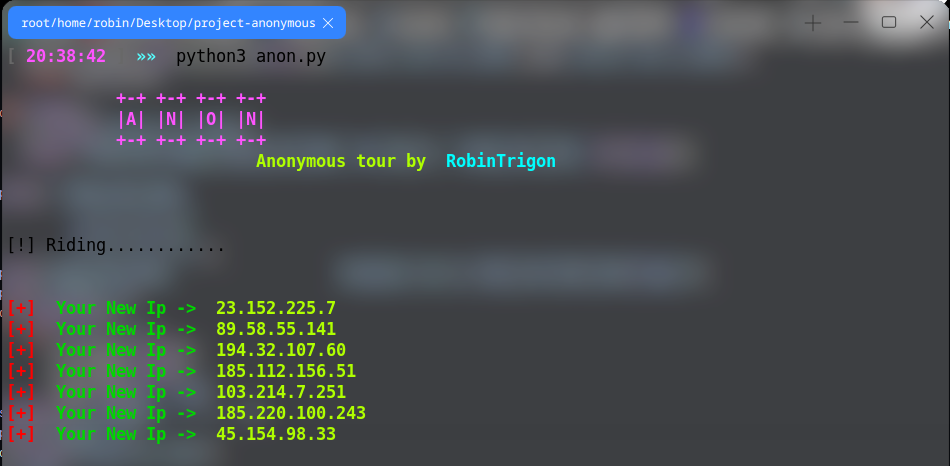 root/home/robin/Desktop/project-anonymous
[ 20:38:42 »» python3 anon.py
+-+ +-+ +-+ +-+
|A| |N| |O| |N|
+-+ +-+ +-+ +-+
Anonymous tour by RobinTrigon
[!] Riding............
[+] Your New Ip -> 23.152.225.7
[+] Your New Ip -> 89.58.55.141
[+] Your New Ip -> 194.32.107.60
[+] Your New Ip -> 185.112.156.51
[+] Your New Ip -> 103.214.7.251
[+] Your New Ip -> 185.220.100.243
[+] Your New Ip -> 45.154.98.33